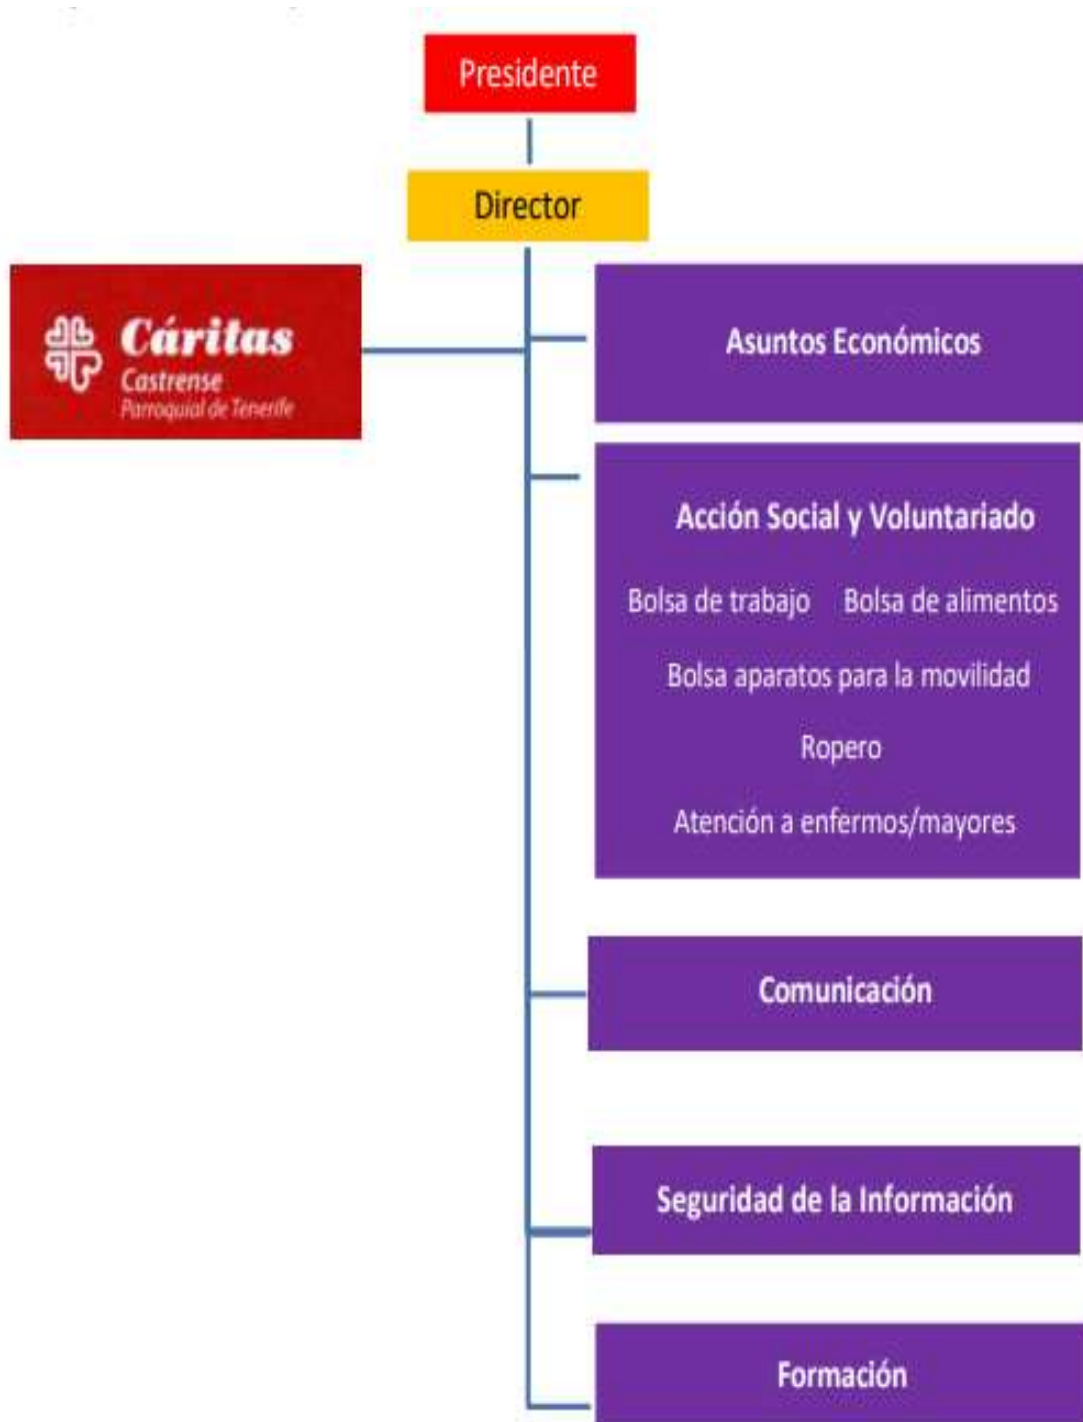 Presidente
Director
Cáritas
Castrense
Parroquial de Tenerife
Asuntos Económicos
Acción Social y Voluntariado
Bolsa de trabajo Bolsa de alimentos
Bolsa aparatos para la movilidad
Ropero
Atención a enfermos/mayores
Comunicación
Seguridad de la Información
Formación